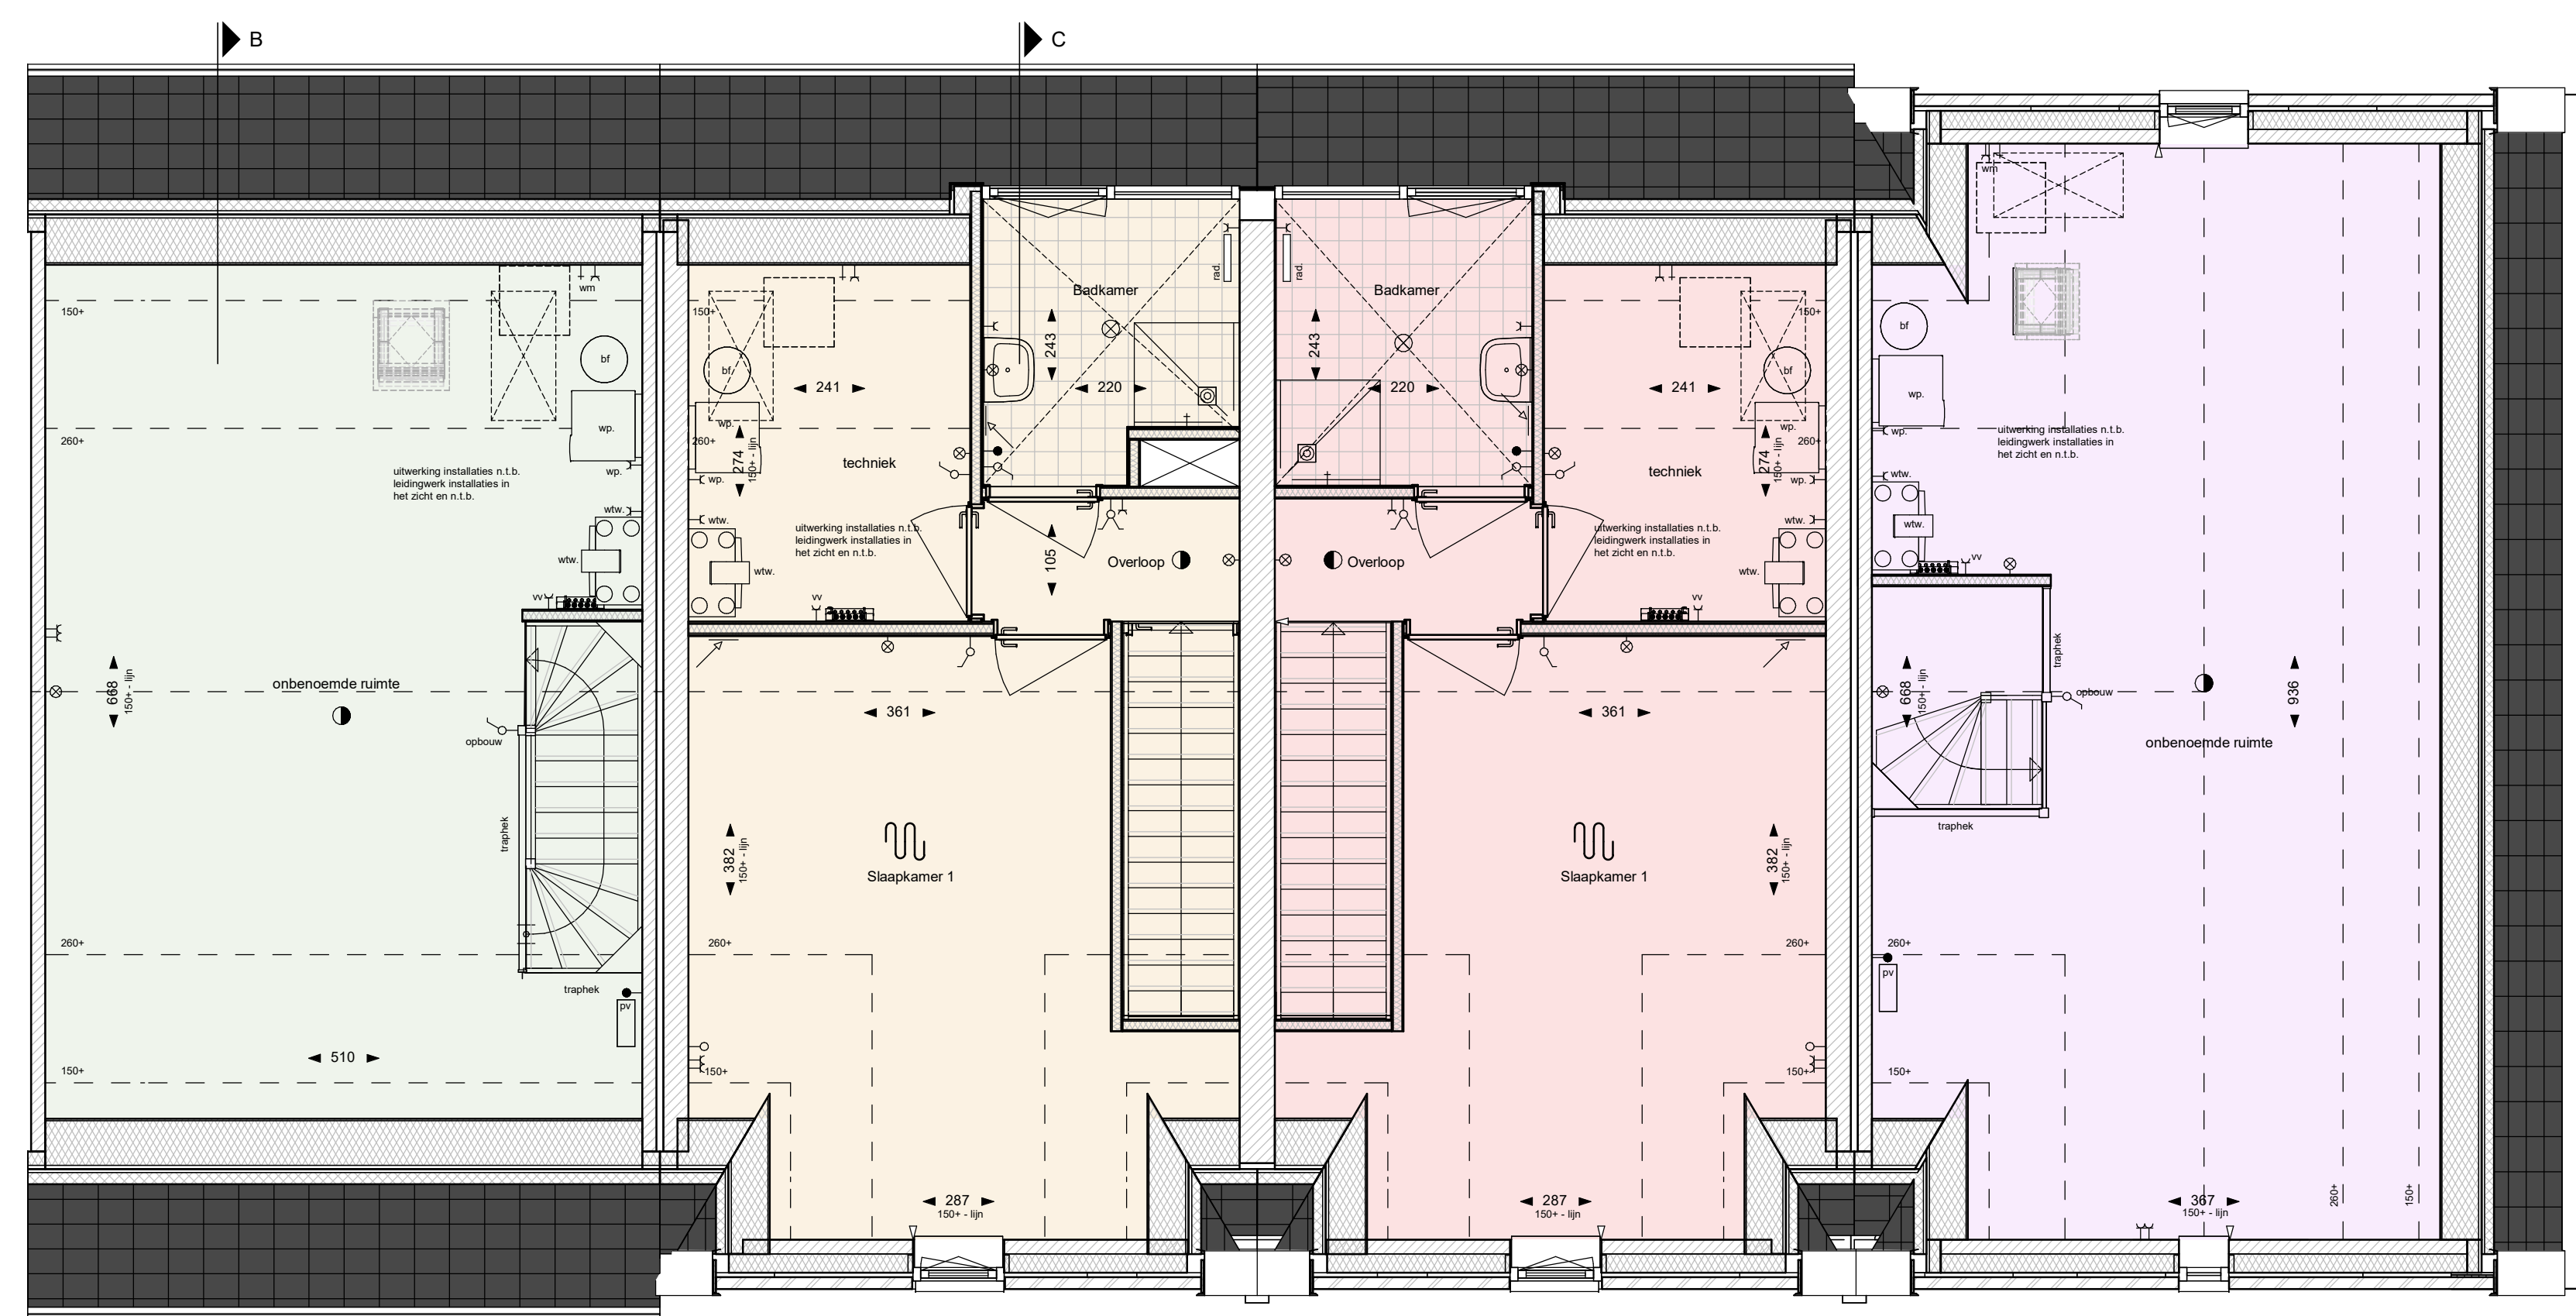 B
C
wm
150+
bf
wp.
260+
uitwerking installaties n.t.b.
leidingwerk installaties in
het zicht en n.t.b.
wp.
wtw.
wtw.
vv
onbenoemde ruimte
668
150+ - lijn
opbouw
traphek
260+
traphek
pv
510
150+
150+
bf
241
wp.
260+
274
150+ - lijn
techniek
wp.
wtw.
uitwerking installaties n.t.b.
leidingwerk installaties in
het zicht en n.t.b.
wtw.
vv
rad.
Badkamer
243
220
105
Overloop
361
382
150+ - lijn
Slaapkamer 1
260+
150+
287
150+ - lijn
rad.
Badkamer
243
220
Overloop
150+
bf
241
wp.
260+
274
150+ - lijn
techniek
wp.
wtw.
uitwerking installaties n.t.b.
leidingwerk installaties in
het zicht en n.t.b.
wtw.
vv
361
382
150+ - lijn
Slaapkamer 1
260+
150+
287
150+ - lijn
wm
bf
wp.
wp.
uitwerking installaties n.t.b.
leidingwerk installaties in
het zicht en n.t.b.
wtw.
wtw.
vv
traphek
668
150+ - lijn
opbouw
936
onbenoemde ruimte
traphek
260+
pv
150+
367
150+ - lijn
260+
150+